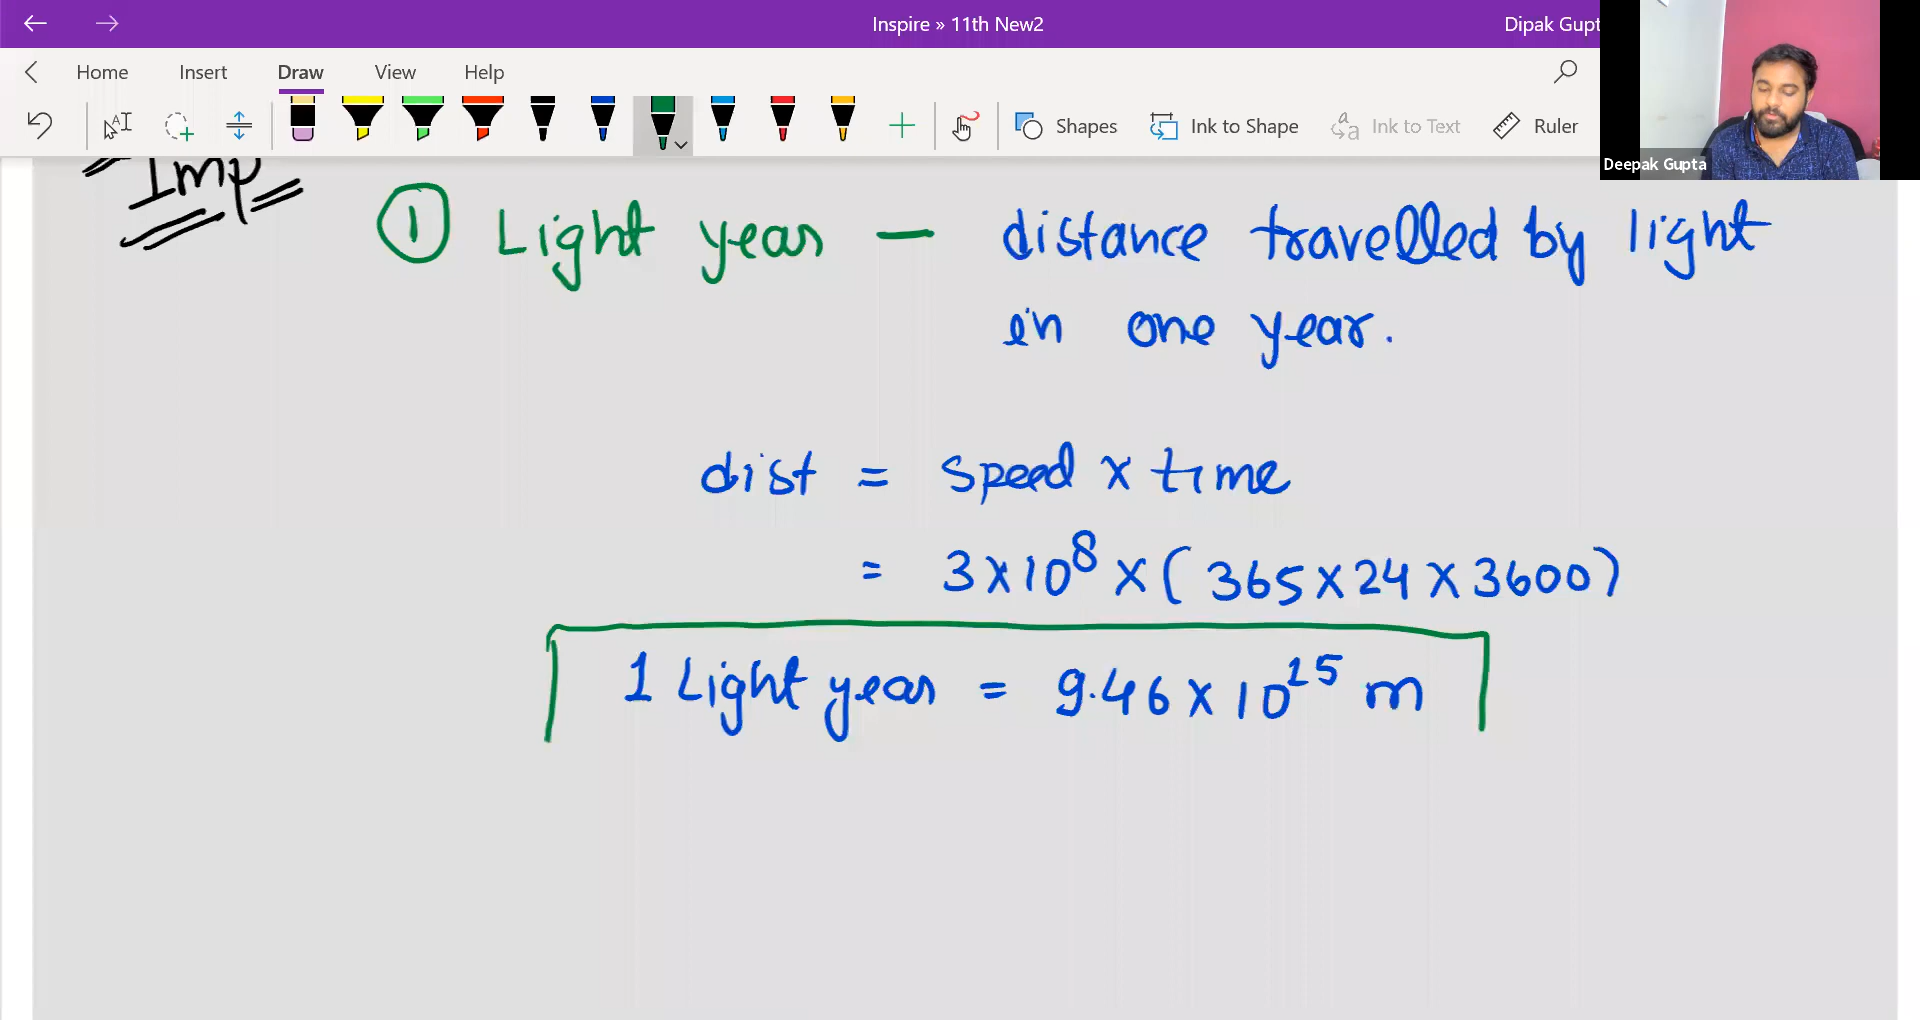 Inspire » 11th New2
Dipak Gupt
Home Insert Draw View Help
Shapes Ink to Shape Ink to Text Ruler
Deepak Gupta
Imp
1 Light year — distance travelled by light
in one year.
dist = speed × time
= 3×10⁸ × (365×24×3600)
1 Light year = 9.46 × 10¹⁵ m